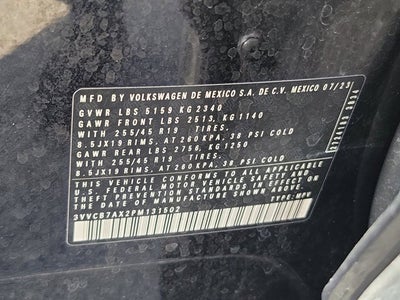 MFD BY VOLKSWAGEN DE MEXICO S.A. DE C.V. MEXICO 07/23
GVWR LBS 5159 KG 2340
GAWR FRONT LBS 2513, KG 1140
WITH 255/45 R19 TIRES.
8.5JX19 RIMS, AT 260 KPA, 38 PSI COLD
GAWR REAR LBS 2756, KG 1250
WITH 255/45 R19 TIRES.
8.5JX19 RIMS, AT 260 KPA, 38 PSI COLD
THIS VEHICLE CONFORMS TO ALL APPLICABLE
U.S. FEDERAL MOTOR VEHICLE SAFETY AND
THEFT PREVENTION STANDARDS IN EFFECT ON
THE DATE OF MANUFACTURE SHOWN ABOVE.
3VVCB7AX2PM131502 TYPE: